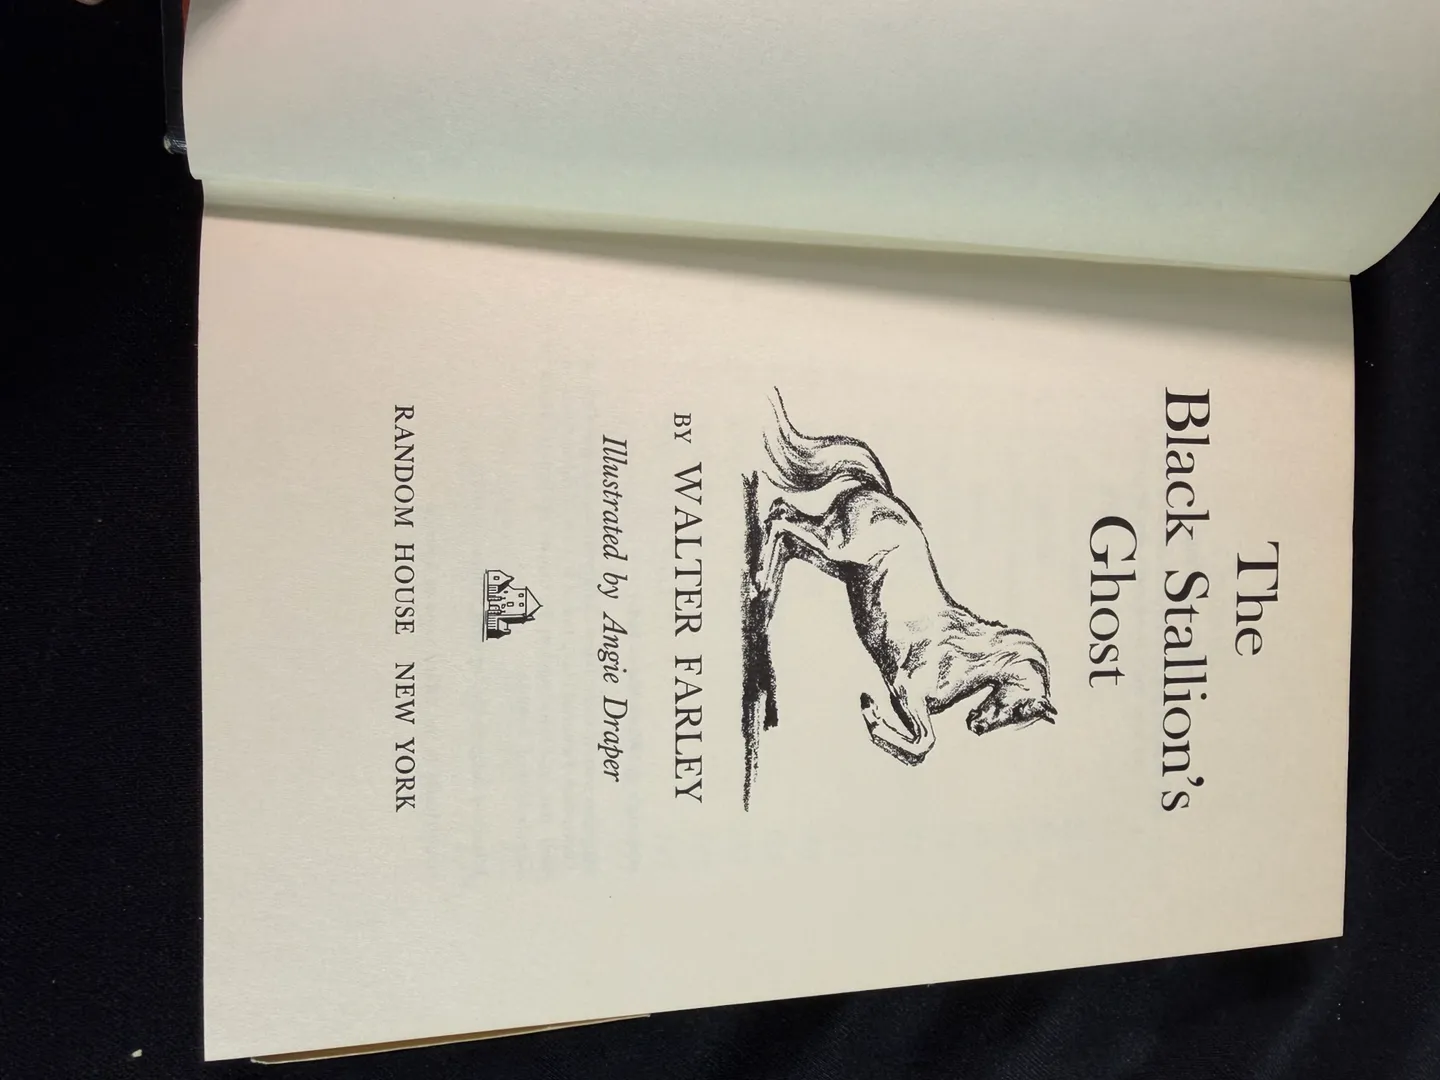 The
Black Stallion's
Ghost
BY WALTER FARLEY
Illustrated by Angie Draper
RANDOM HOUSE NEW YORK